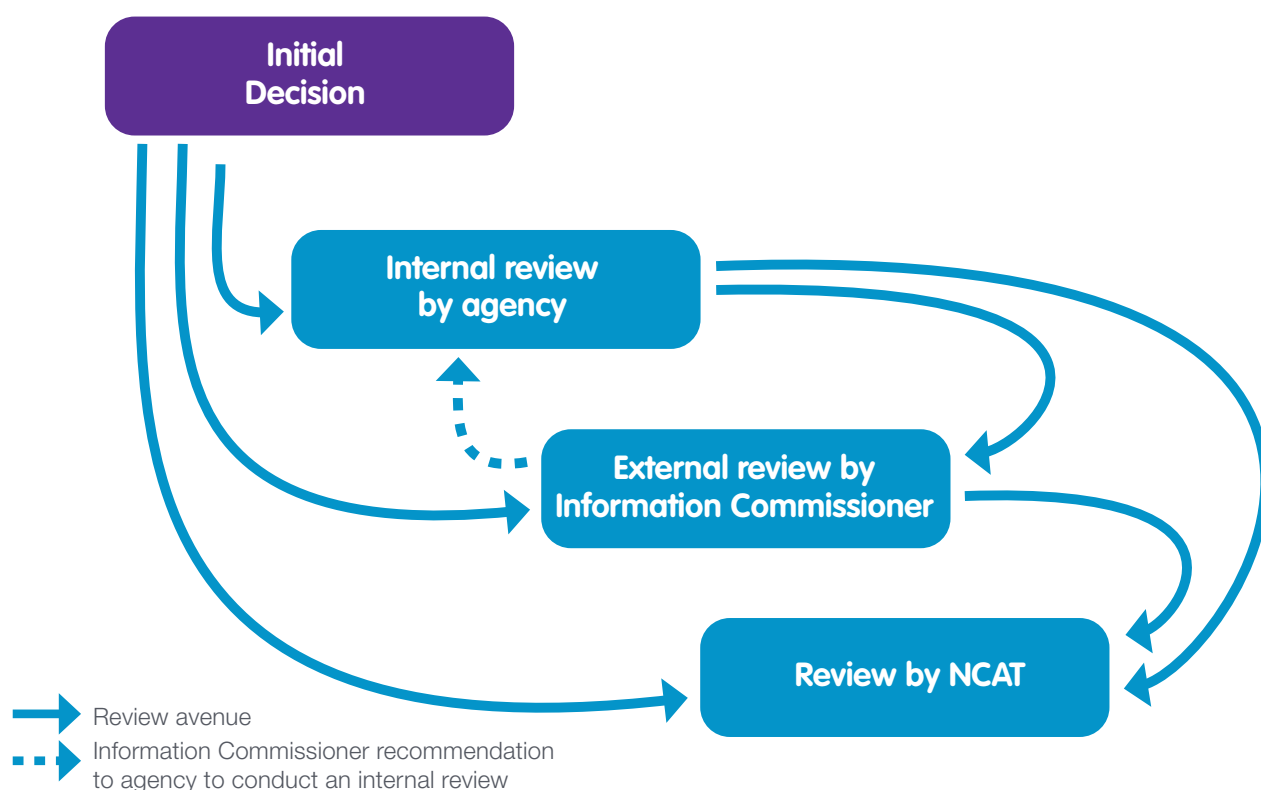 Initial
Decision
Internal review
by agency
External review by
Information Commissioner
Review by NCAT
Review avenue
Information Commissioner recommendation
to agency to conduct an internal review